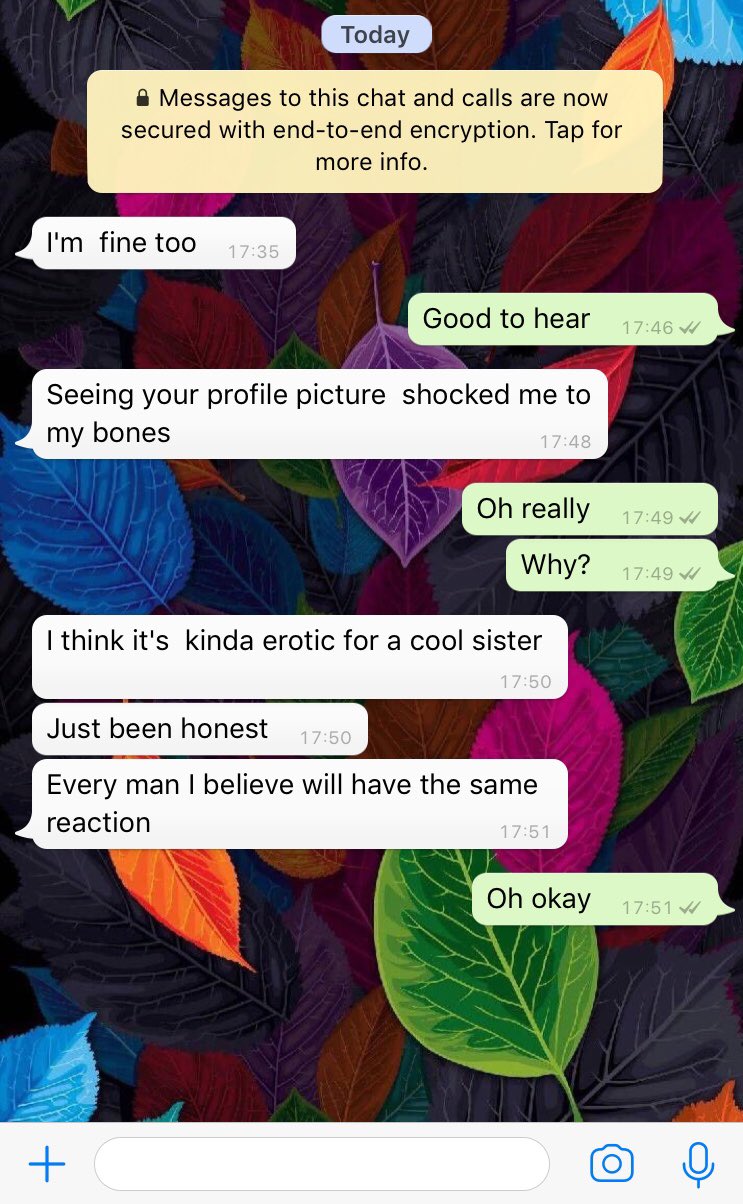 Today
Messages to this chat and calls are now
secured with end-to-end encryption. Tap for
more info.
I'm  fine too 17:35
Good to hear 17:46
Seeing your profile picture  shocked me to
my bones 17:48
Oh really 17:49
Why? 17:49
I think it's  kinda erotic for a cool sister
17:50
Just been honest 17:50
Every man I believe will have the same
reaction 17:51
Oh okay 17:51